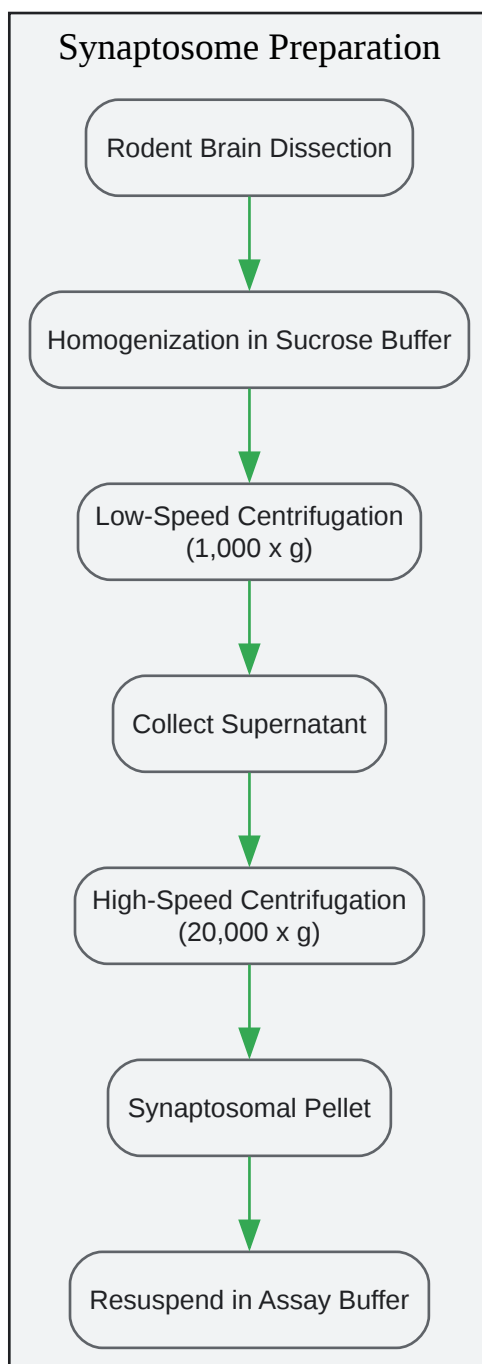 Synaptosome Preparation
Rodent Brain Dissection
Homogenization in Sucrose Buffer
Low-Speed Centrifugation
(1,000 x g)
Collect Supernatant
High-Speed Centrifugation
(20,000 x g)
Synaptosomal Pellet
Resuspend in Assay Buffer